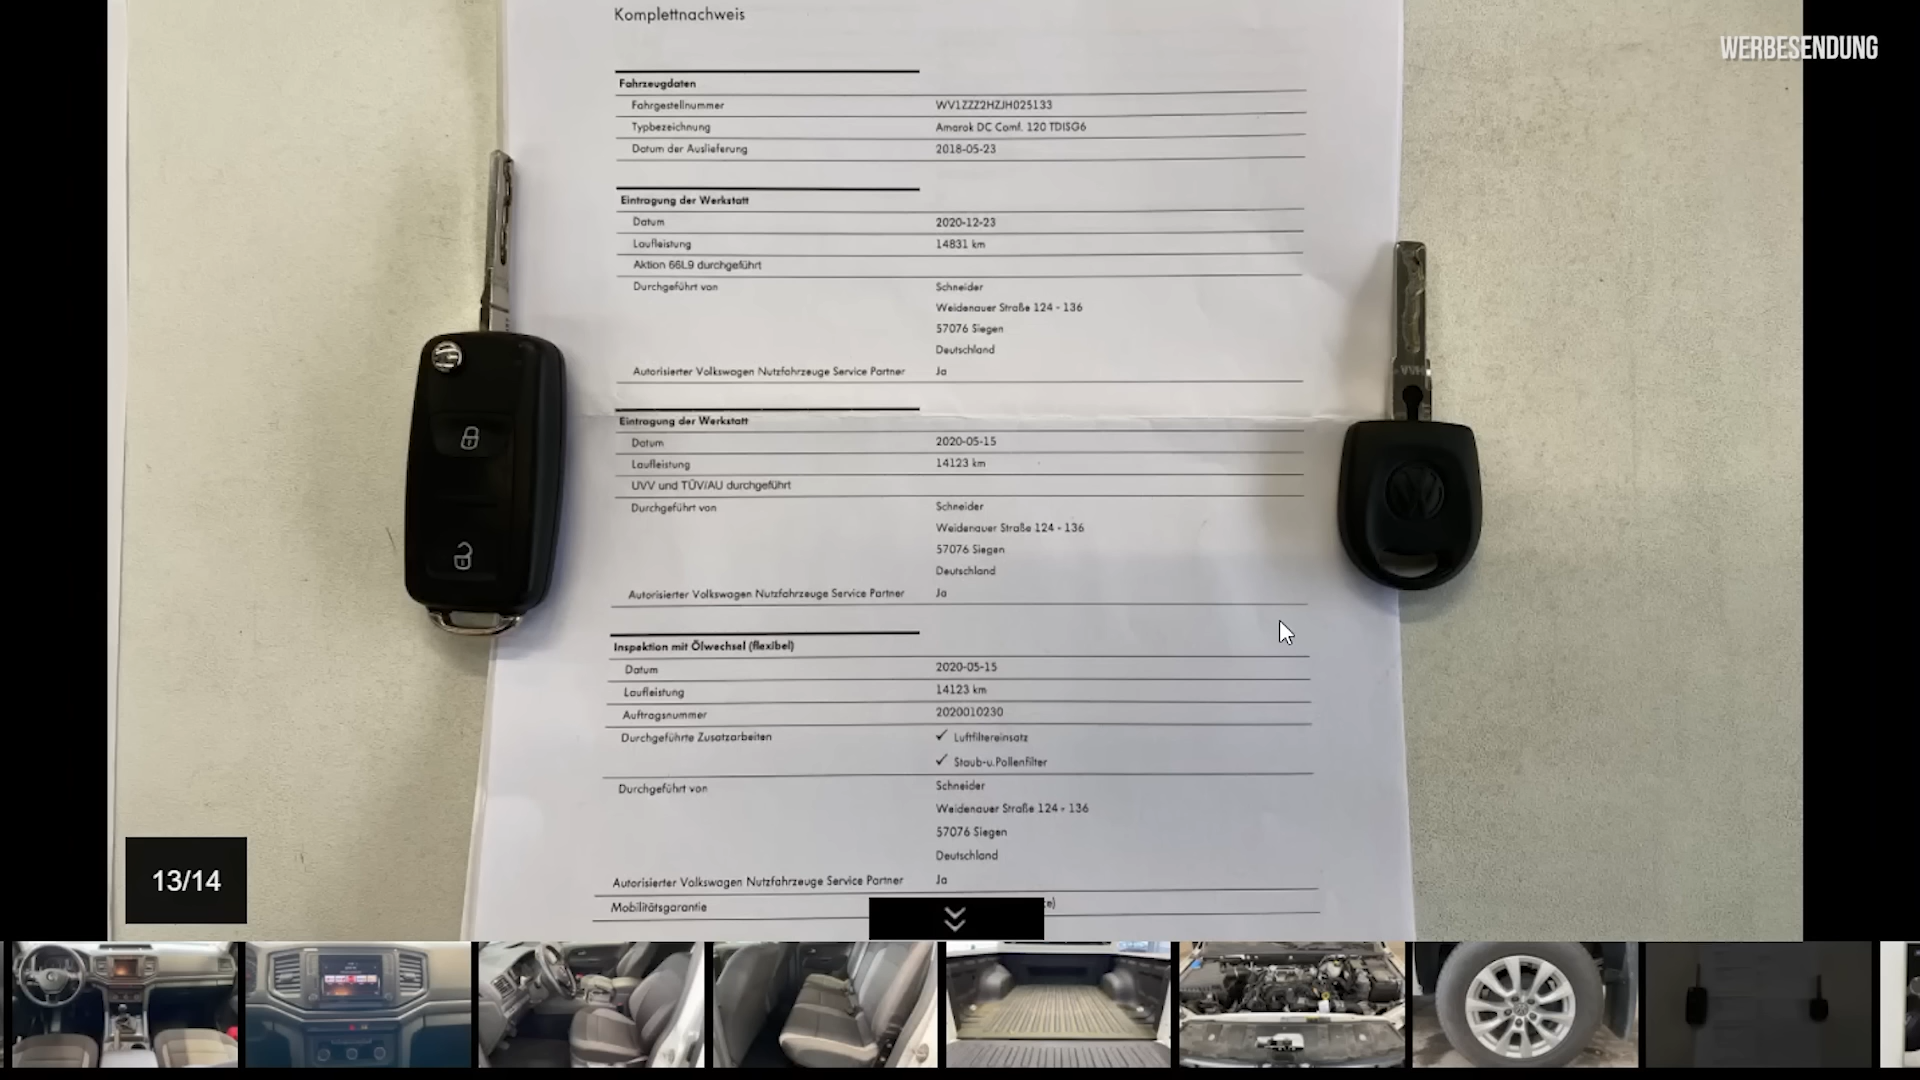 WERBESENDUNG
Komplettnachweis
Fahrzeugdaten
Fahrgestellnummer WV1ZZZ2HZJH025133
Typbezeichnung Amarok DC Comf. 120 TDISG6
Datum der Auslieferung 2018-05-23
Eintragung der Werkstatt
Datum 2020-12-23
Laufleistung 14831 km
Aktion 66L9 durchgeführt
Durchgeführt von Schneider
Weidenauer Straße 124 - 136
57076 Siegen
Deutschland
Autorisierter Volkswagen Nutzfahrzeuge Service Partner Ja
Eintragung der Werkstatt
Datum 2020-05-15
Laufleistung 14123 km
UVV und TÜV/AU durchgeführt
Durchgeführt von Schneider
Weidenauer Straße 124 - 136
57076 Siegen
Deutschland
Autorisierter Volkswagen Nutzfahrzeuge Service Partner Ja
Inspektion mit Ölwechsel (flexibel)
Datum 2020-05-15
Laufleistung 14123 km
Auftragsnummer 2020010230
Durchgeführte Zusatzarbeiten ✓ Luftfiltereinsatz
✓ Staub-u.Pollenfilter
Durchgeführt von Schneider
Weidenauer Straße 124 - 136
57076 Siegen
Deutschland
Autorisierter Volkswagen Nutzfahrzeuge Service Partner Ja
Mobilitätsgarantie
13/14